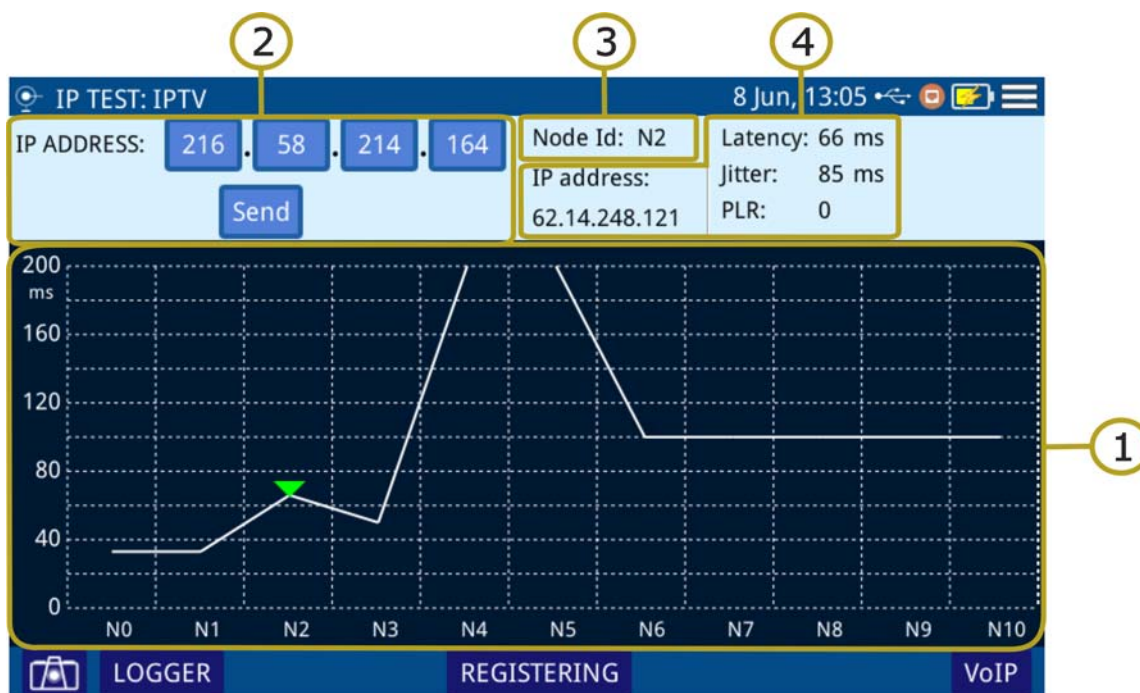 2 3 4
IP TEST: IPTV 8 Jun, 13:05
IP ADDRESS: 216 . 58 . 214 . 164
Send
Node Id: N2
IP address:
62.14.248.121
Latency: 66 ms
Jitter: 85 ms
PLR: 0
200
ms
160
120
80
40
0
N0 N1 N2 N3 N4 N5 N6 N7 N8 N9 N10
1
LOGGER REGISTERING VoIP